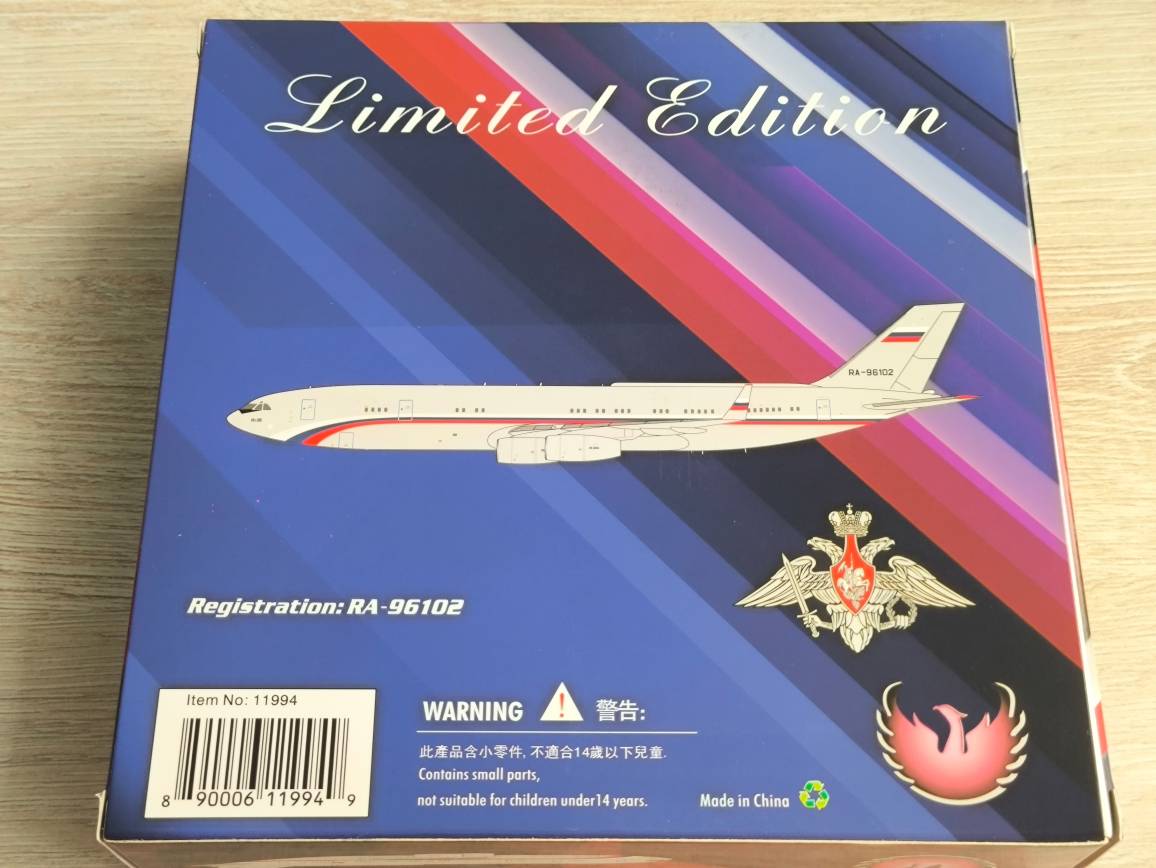 Limited Edition
RA-96102
Registration: RA-96102
Item No: 11994
8 90006 11994 9
WARNING ! 警告:
此產品含小零件, 不適合14歲以下兒童.
Contains small parts,
not suitable for children under14 years.
Made in China